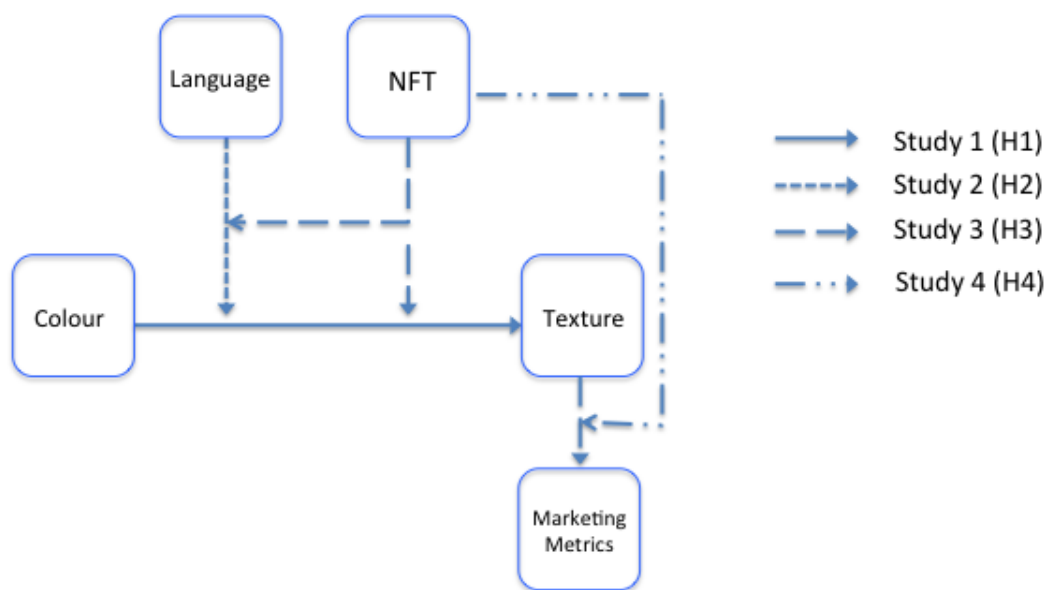 Language
NFT
Study 1 (H1)
Study 2 (H2)
Study 3 (H3)
Study 4 (H4)
Colour
Texture
Marketing
Metrics